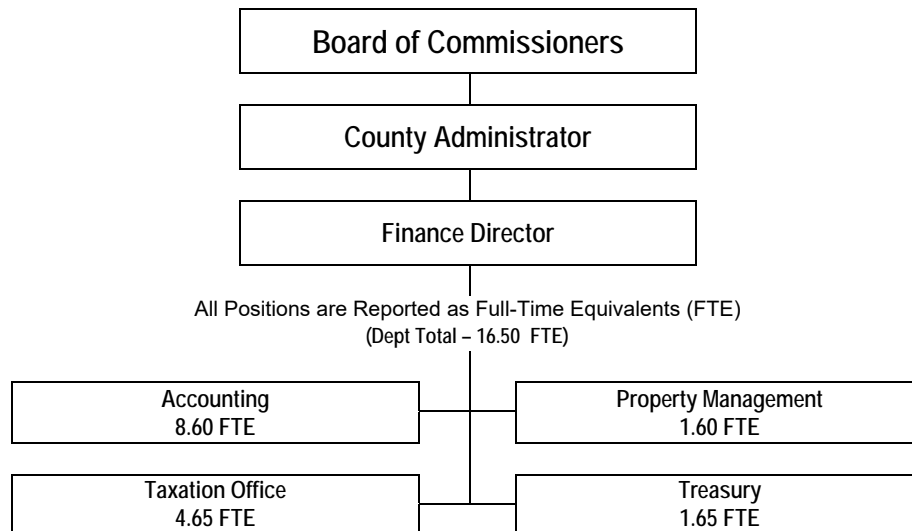 Board of Commissioners
County Administrator
Finance Director
All Positions are Reported as Full-Time Equivalents (FTE)
(Dept Total – 16.50 FTE)
Accounting
8.60 FTE
Property Management
1.60 FTE
Taxation Office
4.65 FTE
Treasury
1.65 FTE